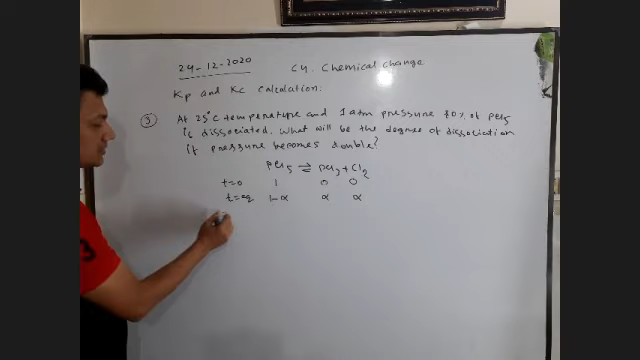 24-12-2020
C4. Chemical change
Kp and Kc calculation:
③ At 25°C temperature and 1 atm pressure 80% of PCl5
is dissociated. What will be the degree of dissociation
if pressure becomes double?
PCl5 ⇌ PCl3 + Cl2
t=0 1 0 0
t=eq 1-α α α